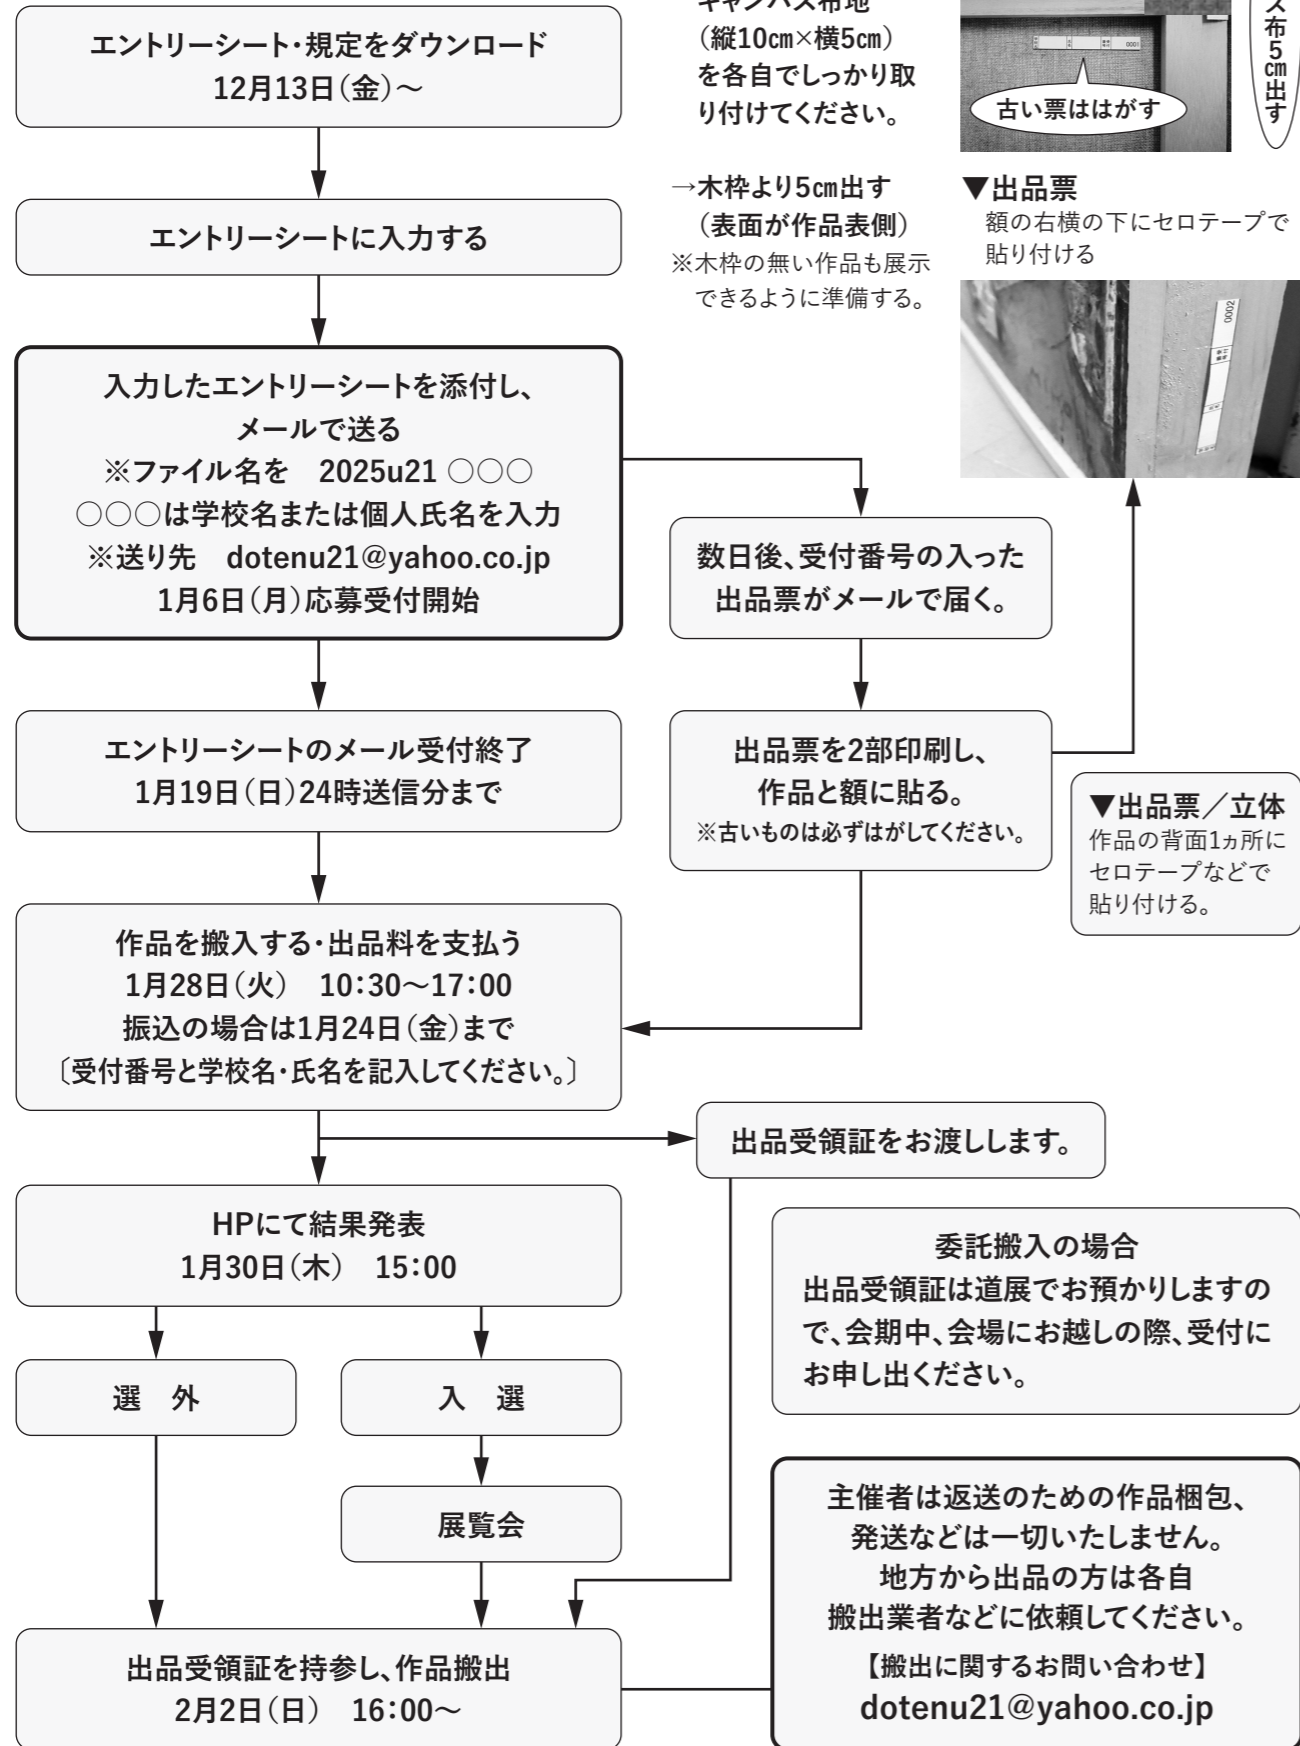 エントリーシート・規定をダウンロード
12月13日(金)〜
エントリーシートに入力する
入力したエントリーシートを添付し、
メールで送る
※ファイル名を　2025u21 ○○○
○○○は学校名または個人氏名を入力
※送り先　dotenu21@yahoo.co.jp
1月6日(月)応募受付開始
エントリーシートのメール受付終了
1月19日(日)24時送信分まで
作品を搬入する・出品料を支払う
1月28日(火)　10:30〜17:00
振込の場合は1月24日(金)まで
〔受付番号と学校名・氏名を記入してください。〕
HPにて結果発表
1月30日(木)　15:00
選　外
入　選
展覧会
出品受領証を持参し、作品搬出
2月2日(日)　16:00〜
キャンバス布地
(縦10㎝×横5㎝)
を各自でしっかり取
り付けてください。
→木枠より5㎝出す
(表面が作品表側)
※木枠の無い作品も展示
できるように準備する。
0001
古い票ははがす
ス布5㎝出す
▼出品票
額の右横の下にセロテープで
貼り付ける
0002
数日後、受付番号の入った
出品票がメールで届く。
出品票を2部印刷し、
作品と額に貼る。
※古いものは必ずはがしてください。
▼出品票／立体
作品の背面1ヵ所に
セロテープなどで
貼り付ける。
出品受領証をお渡しします。
委託搬入の場合
出品受領証は道展でお預かりしますの
で、会期中、会場にお越しの際、受付に
お申し出ください。
主催者は返送のための作品梱包、
発送などは一切いたしません。
地方から出品の方は各自
搬出業者などに依頼してください。
【搬出に関するお問い合わせ】
dotenu21@yahoo.co.jp